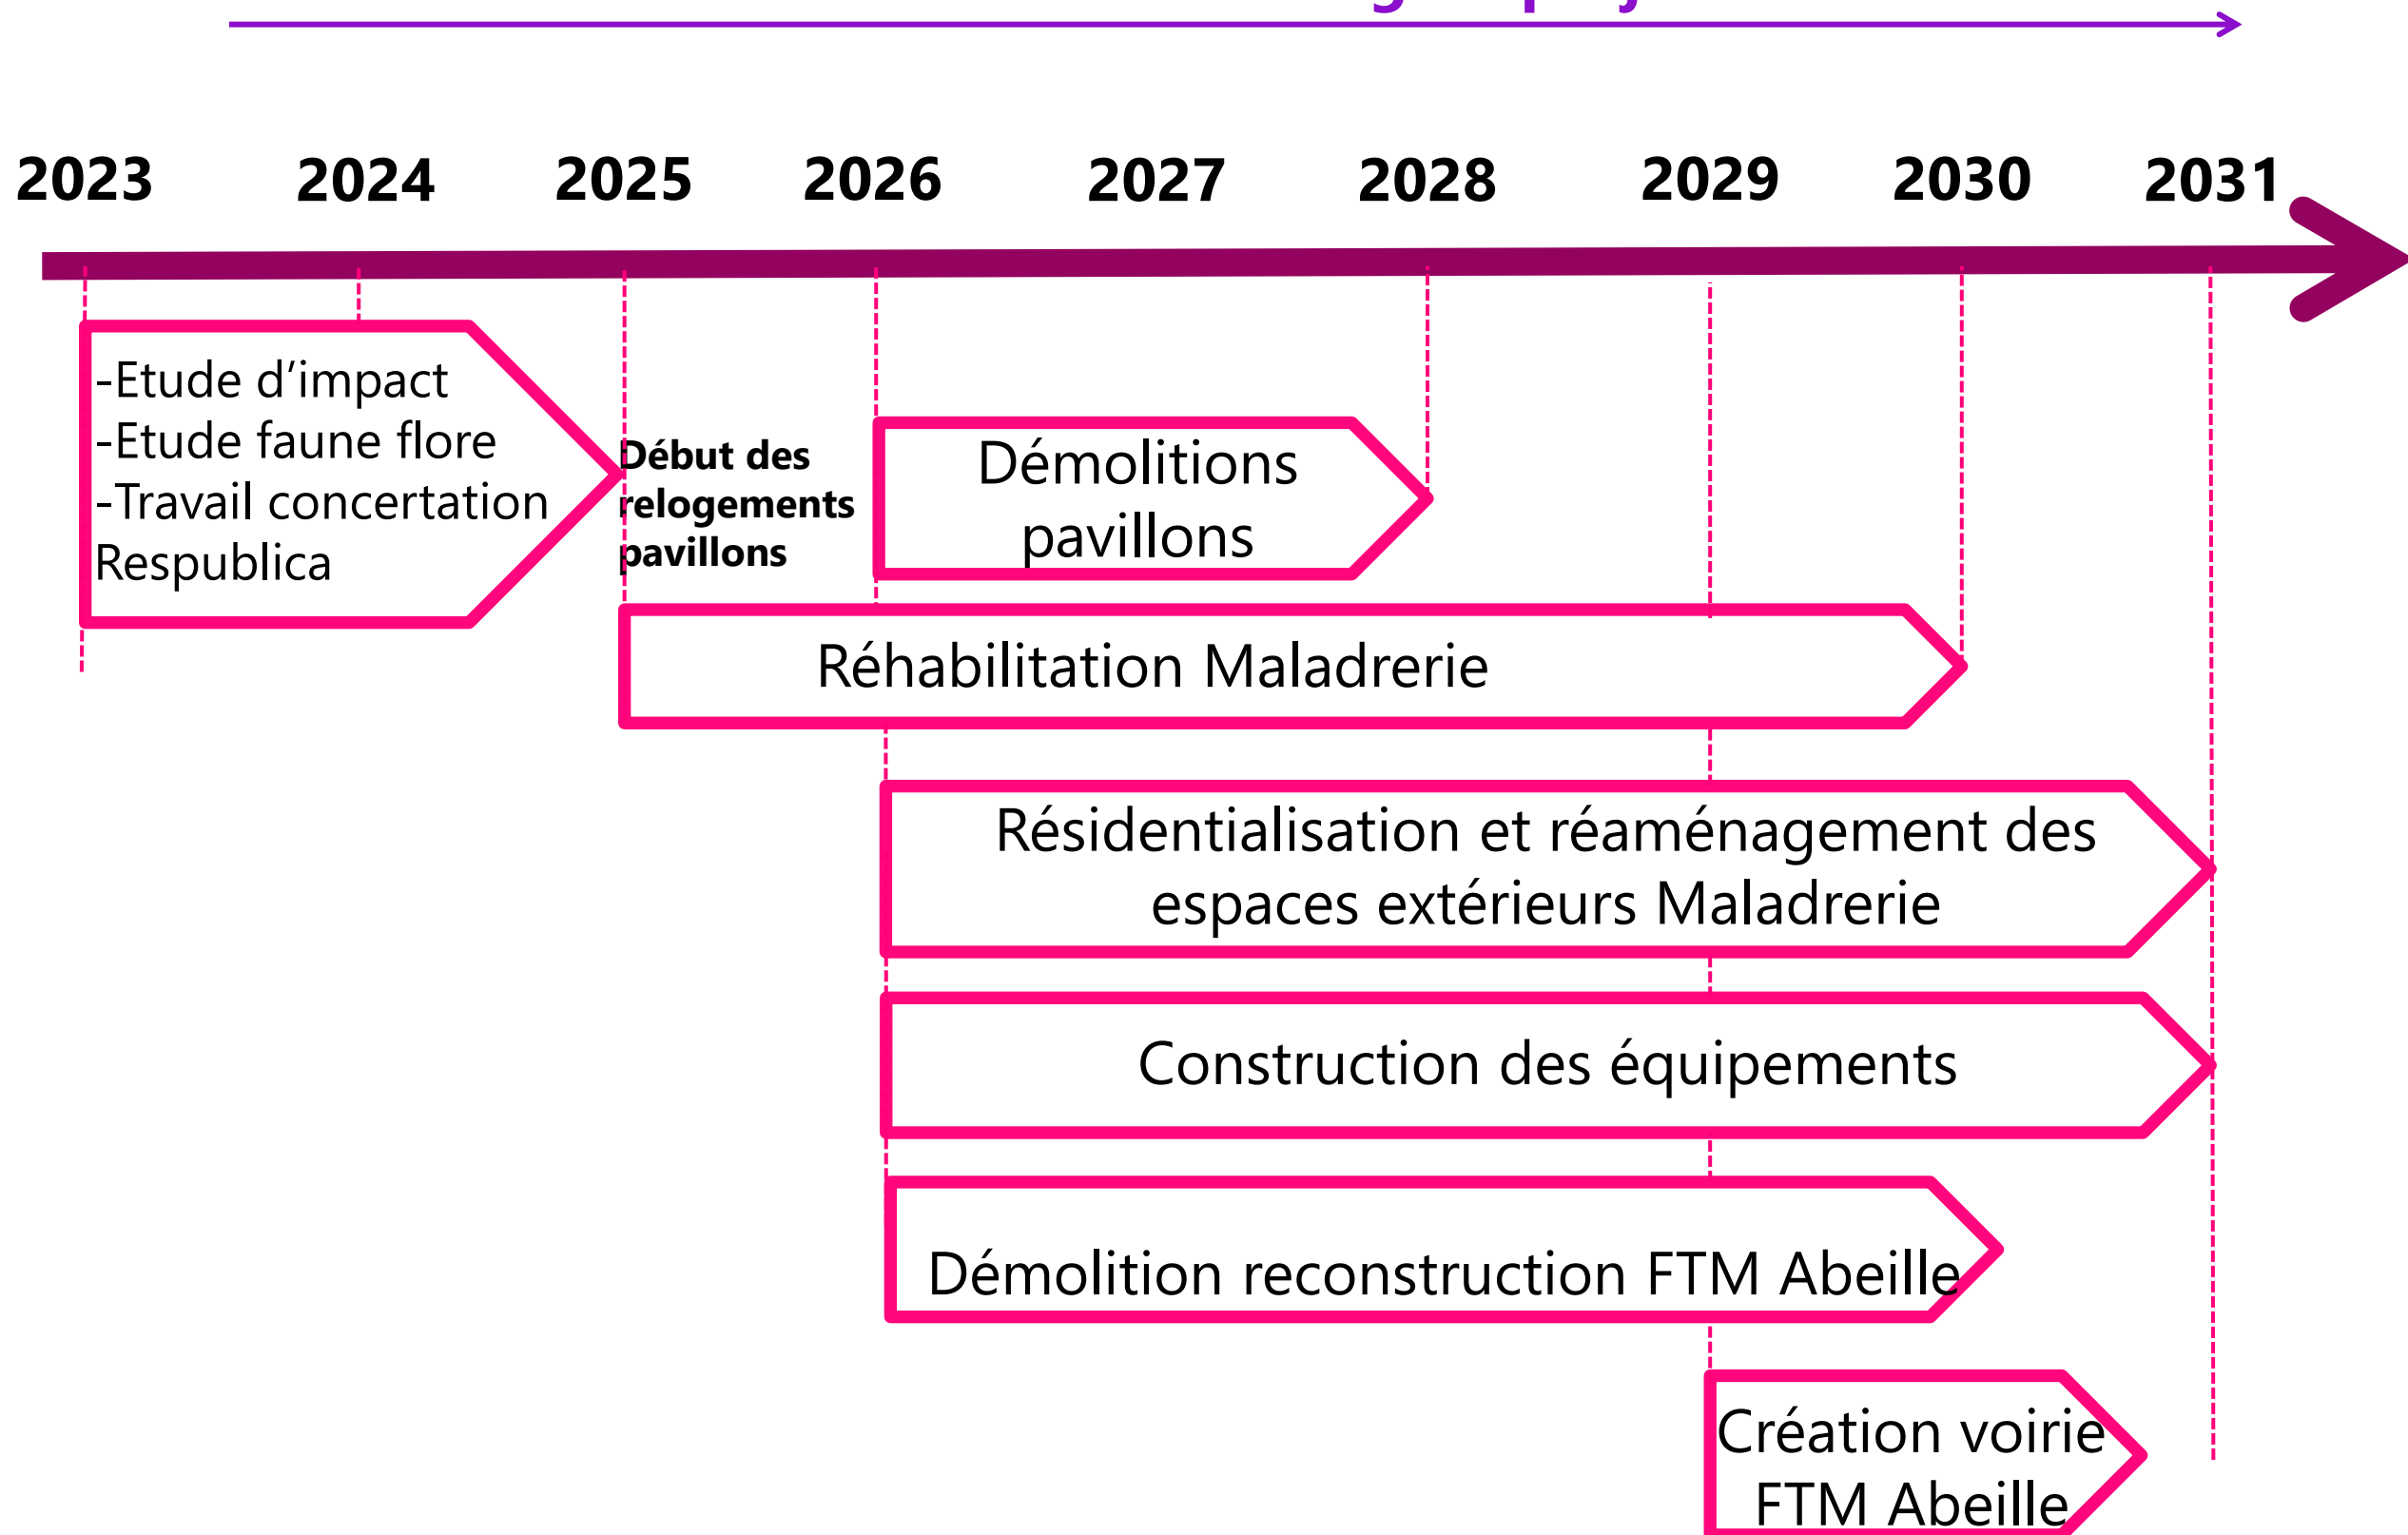 2023 2024 2025 2026 2027 2028 2029 2030 2031
-Etude d'impact
-Etude faune flore
-Travail concertation
Respublica
Début des
relogements
pavillons
Démolitions
pavillons
Réhabilitation Maladrerie
Résidentialisation et réaménagement des
espaces extérieurs Maladrerie
Construction des équipements
Démolition reconstruction FTM Abeille
Création voirie
FTM Abeille